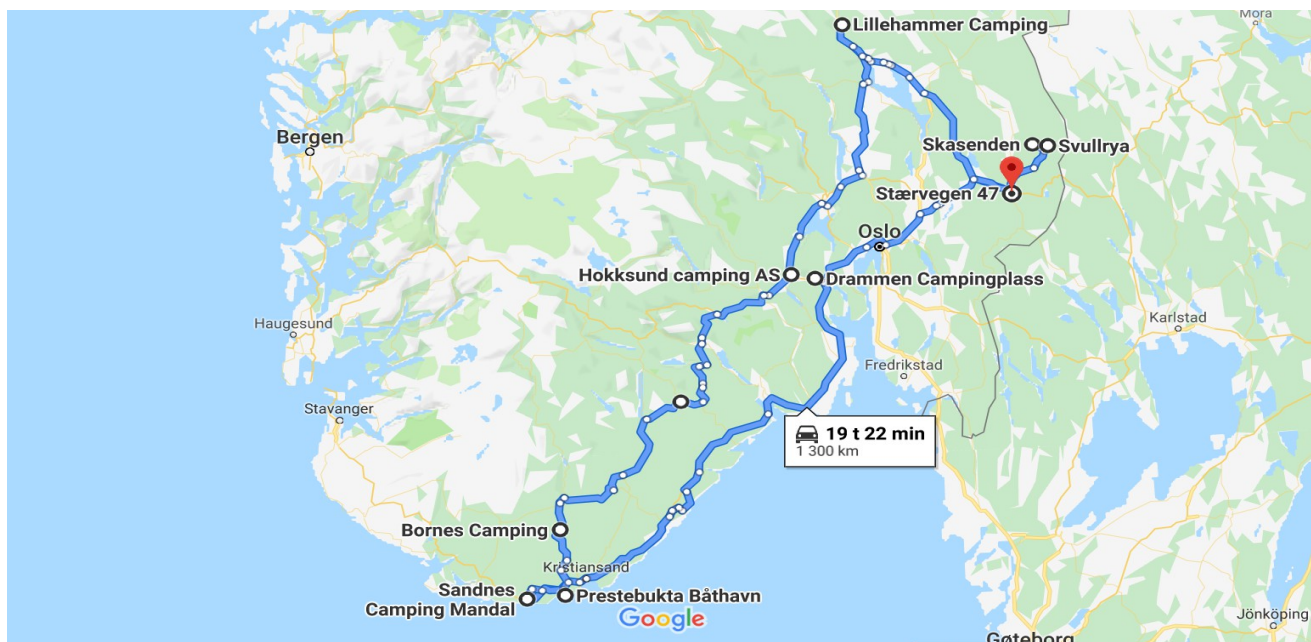 Lillehammer Camping
Mora
Bergen
Skasenden
Svullrya
Stærvegen 47
Oslo
Hokksund camping AS
Drammen Campingplass
Haugesund
Karlstad
Fredrikstad
Stavanger
19 t 22 min
1 300 km
Bornes Camping
Kristiansand
Sandnes
Camping Mandal
Prestebukta Båthavn
Google
Jönköping
Gøteborg